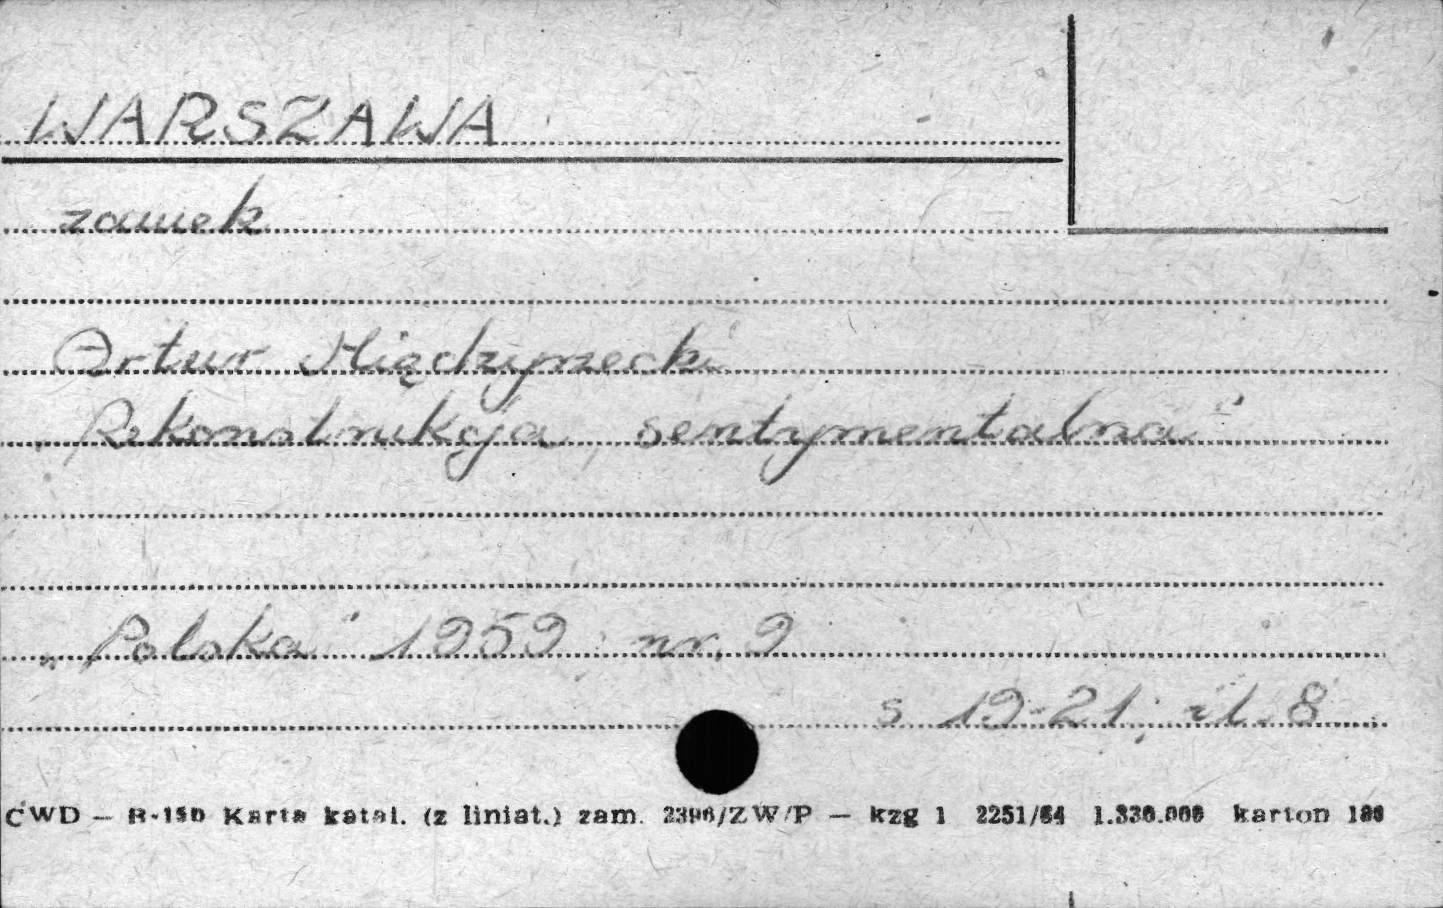 WARSZAWA
zamek
Artur Międzyrzecki
"Rekonstrukcja sentymentalna"
"Polska" 1959 nr. 9
s 19-21; il. 8
CWD — R-150 Karta katal. (z liniat.) zam. 2396/ZW/P — kzg 1 2251/64 1.330.000 karton 180